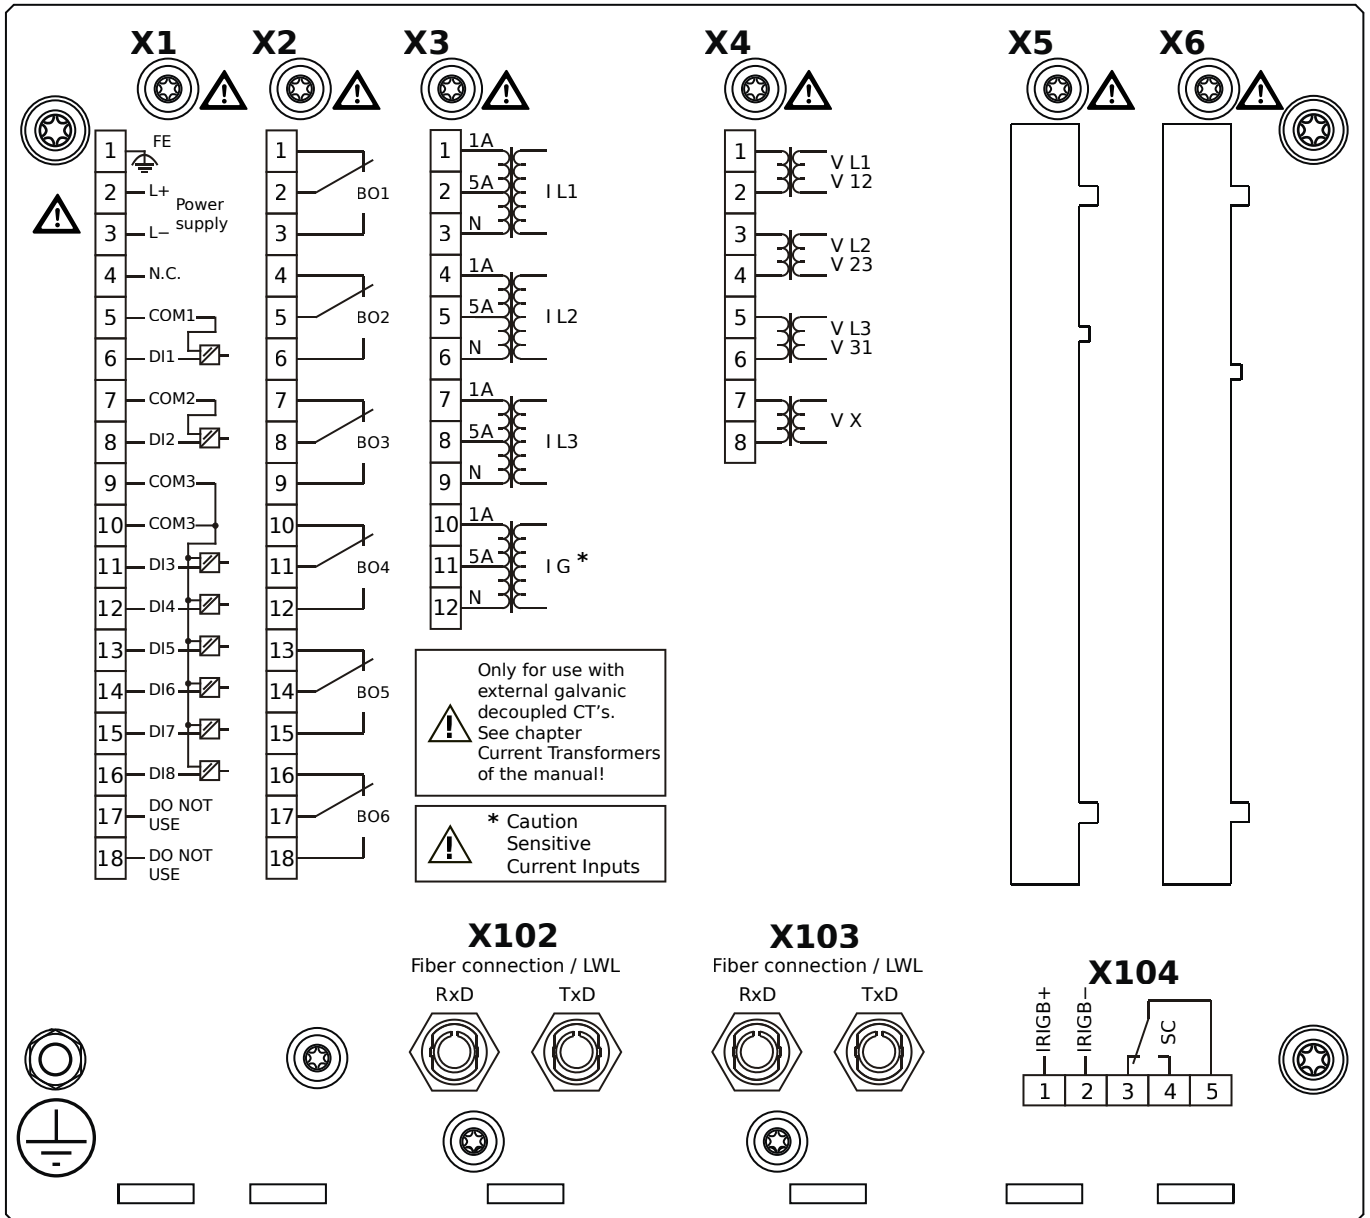 X1
X2
X3
X4
X5
X6
1
FE
2
L+
Power
supply
3
L−
4
N.C.
5
COM1
6
DI1
7
COM2
8
DI2
9
COM3
10
COM3
11
DI3
12
DI4
13
DI5
14
DI6
15
DI7
16
DI8
17
DO NOT
USE
18
DO NOT
USE
1
2
BO1
3
4
5
BO2
6
7
8
BO3
9
10
11
BO4
12
13
14
BO5
15
16
17
BO6
18
1
1A
2
5A
I L1
3
N
4
1A
5
5A
I L2
6
N
7
1A
8
5A
I L3
9
N
10
1A
11
5A
I G *
12
N
Only for use with
external galvanic
decoupled CT's.
See chapter
Current Transformers
of the manual!
* Caution
Sensitive
Current Inputs
1
V L1
2
V 12
3
V L2
4
V 23
5
V L3
6
V 31
7
V X
8
X102
Fiber connection / LWL
RxD
TxD
X103
Fiber connection / LWL
RxD
TxD
X104
IRIGB+
IRIGB−
SC
1
2
3
4
5